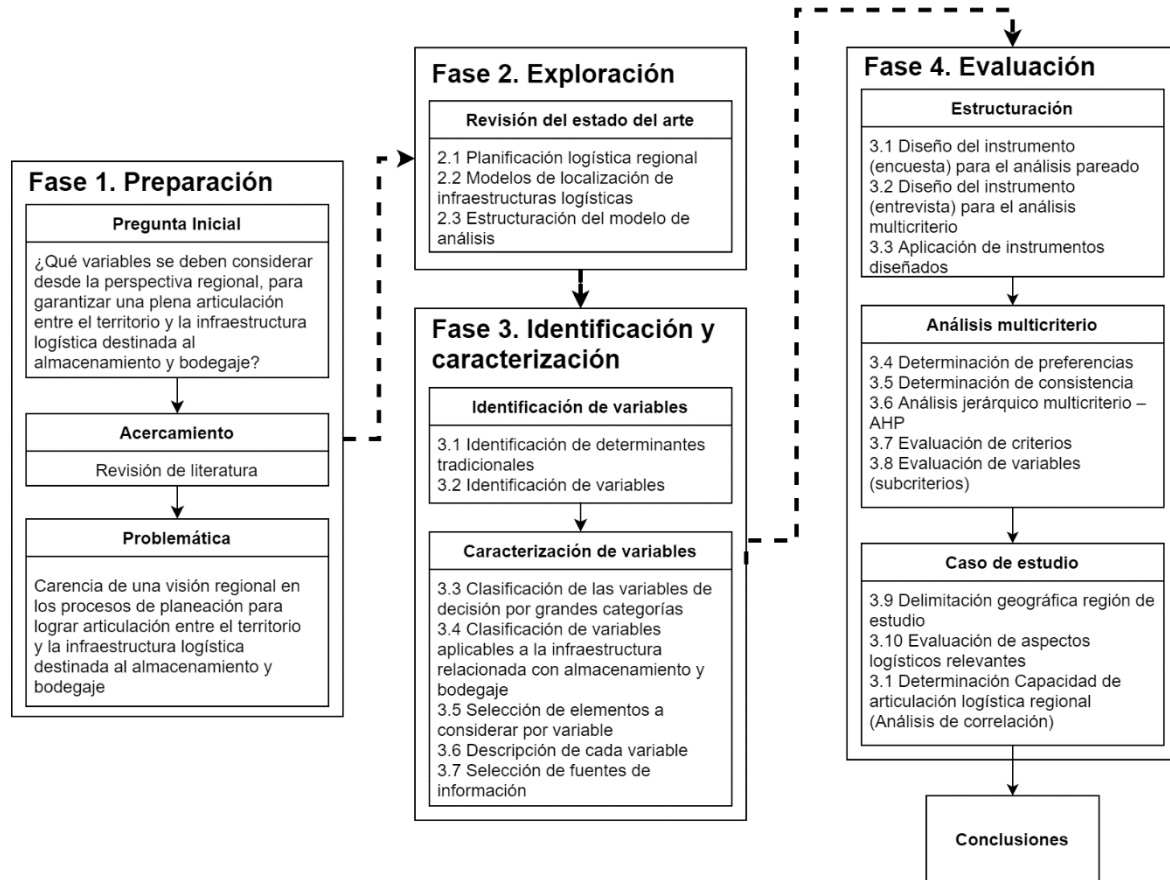 Fase 1. Preparación
Pregunta Inicial
¿Qué variables se deben considerar
desde la perspectiva regional, para
garantizar una plena articulación
entre el territorio y la infraestructura
logística destinada al
almacenamiento y bodegaje?
Acercamiento
Revisión de literatura
Problemática
Carencia de una visión regional en
los procesos de planeación para
lograr articulación entre el territorio
y la infraestructura logística
destinada al almacenamiento y
bodegaje
Fase 2. Exploración
Revisión del estado del arte
2.1 Planificación logística regional
2.2 Modelos de localización de
infraestructuras logísticas
2.3 Estructuración del modelo de
análisis
Fase 3. Identificación y
caracterización
Identificación de variables
3.1 Identificación de determinantes
tradicionales
3.2 Identificación de variables
Caracterización de variables
3.3 Clasificación de las variables de
decisión por grandes categorías
3.4 Clasificación de variables
aplicables a la infraestructura
relacionada con almacenamiento y
bodegaje
3.5 Selección de elementos a
considerar por variable
3.6 Descripción de cada variable
3.7 Selección de fuentes de
información
Fase 4. Evaluación
Estructuración
3.1 Diseño del instrumento
(encuesta) para el análisis pareado
3.2 Diseño del instrumento
(entrevista) para el análisis
multicriterio
3.3 Aplicación de instrumentos
diseñados
Análisis multicriterio
3.4 Determinación de preferencias
3.5 Determinación de consistencia
3.6 Análisis jerárquico multicriterio –
AHP
3.7 Evaluación de criterios
3.8 Evaluación de variables
(subcriterios)
Caso de estudio
3.9 Delimitación geográfica región de
estudio
3.10 Evaluación de aspectos
logísticos relevantes
3.1 Determinación Capacidad de
articulación logística regional
(Análisis de correlación)
Conclusiones